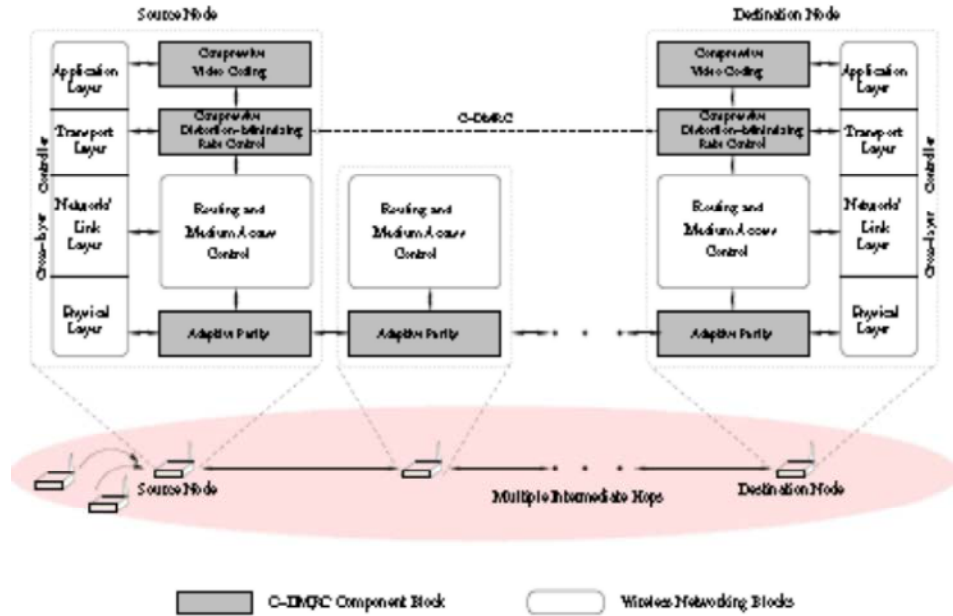 Source Node
Destination Node
Application
Layer
Compressive
Video Coding
Compressive
Video Coding
Application
Layer
Transport
Layer
Compressive
Distortion-Minimizing
Rate Control
C-DMRC
Compressive
Distortion-Minimizing
Rate Control
Transport
Layer
Cross-layer Controller
Network/
Link
Layer
Routing and
Medium Access
Control
Routing and
Medium Access
Control
Routing and
Medium Access
Control
Network/
Link
Layer
Cross-layer Controller
Physical
Layer
Adaptive Parity
Adaptive Parity
Adaptive Parity
Physical
Layer
Source Node
Multiple Intermediate Hops
Destination Node
C-DMRC Component Block
Wireless Networking Blocks